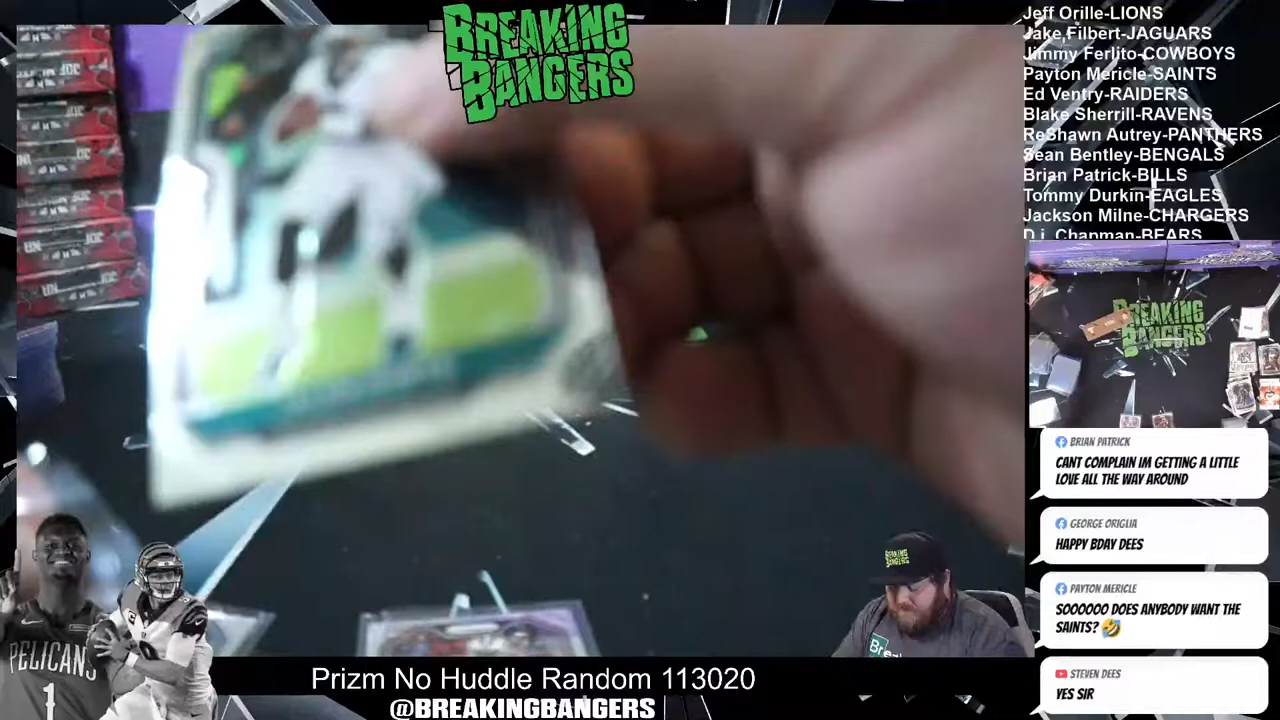 BREAKING
BANGERS
Jeff Orille-LIONS
Jake Filbert-JAGUARS
Jimmy Ferlito-COWBOYS
Payton Mericle-SAINTS
Ed Ventry-RAIDERS
Blake Sherrill-RAVENS
ReShawn Autrey-PANTHERS
Sean Bentley-BENGALS
Brian Patrick-BILLS
Tommy Durkin-EAGLES
Jackson Milne-CHARGERS
D.j. Chapman-BEARS
BREAKING
BANGERS
BRIAN PATRICK
CANT COMPLAIN IM GETTING A LITTLE
LOVE ALL THE WAY AROUND
GEORGE ORIGLIA
HAPPY BDAY DEES
PAYTON MERICLE
SOOOOOO DOES ANYBODY WANT THE
SAINTS? 🤣
STEVEN DEES
YES SIR
PELICANS
1
Prizm No Huddle Random 113020
@BREAKINGBANGERS